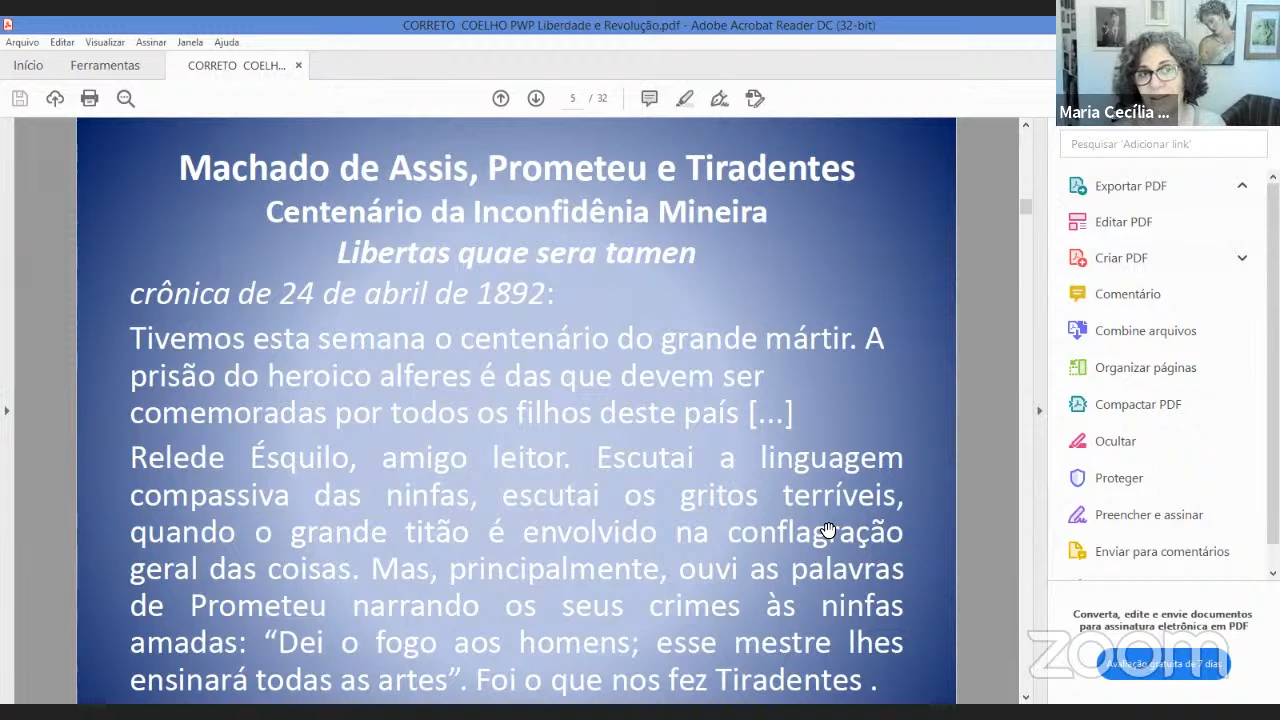 CORRETO  COELHO PWP Liberdade e Revolução.pdf - Adobe Acrobat Reader DC (32-bit)
Arquivo Editar Visualizar Assinar Janela Ajuda
Início Ferramentas CORRETO  COELH... ×
5 / 32
Maria Cecília ...
Machado de Assis, Prometeu e Tiradentes
Centenário da Inconfidênia Mineira
Libertas quae sera tamen
crônica de 24 de abril de 1892:
Tivemos esta semana o centenário do grande mártir. A
prisão do heroico alferes é das que devem ser
comemoradas por todos os filhos deste país [...]
Relede Ésquilo, amigo leitor. Escutai a linguagem
compassiva das ninfas, escutai os gritos terríveis,
quando o grande titão é envolvido na conflagração
geral das coisas. Mas, principalmente, ouvi as palavras
de Prometeu narrando os seus crimes às ninfas
amadas: “Dei o fogo aos homens; esse mestre lhes
ensinará todas as artes”. Foi o que nos fez Tiradentes .
Pesquisar 'Adicionar link'
Exportar PDF
Editar PDF
Criar PDF
Comentário
Combine arquivos
Organizar páginas
Compactar PDF
Ocultar
Proteger
Preencher e assinar
Enviar para comentários
Converta, edite e envie documentos
para assinatura eletrônica em PDF
Avaliação gratuita de 7 dias
zoom